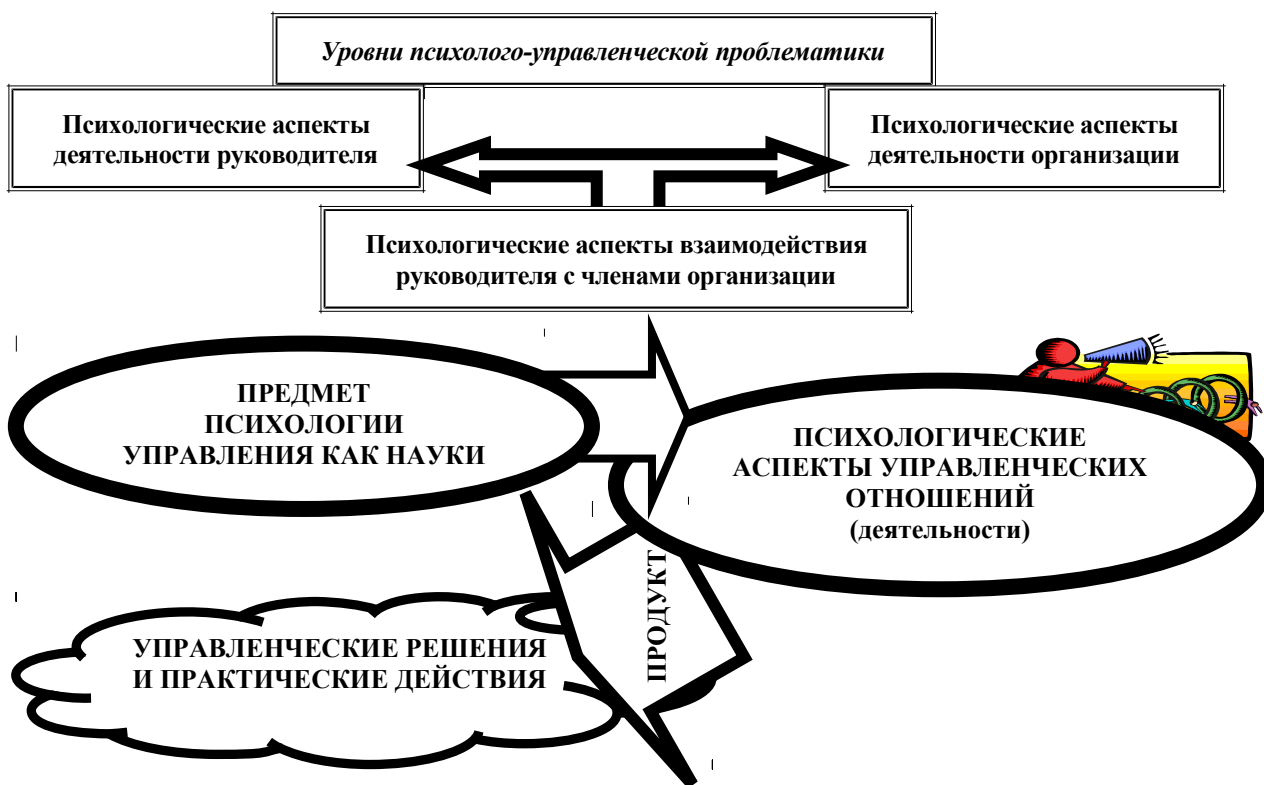 Уровни психолого-управленческой проблематики
Психологические аспекты
деятельности руководителя
Психологические аспекты
деятельности организации
Психологические аспекты взаимодействия
руководителя с членами организации
ПРЕДМЕТ
ПСИХОЛОГИИ
УПРАВЛЕНИЯ КАК НАУКИ
ПСИХОЛОГИЧЕСКИЕ
АСПЕКТЫ УПРАВЛЕНЧЕСКИХ
ОТНОШЕНИЙ
(деятельности)
ПРОДУКТ
УПРАВЛЕНЧЕСКИЕ РЕШЕНИЯ
И ПРАКТИЧЕСКИЕ ДЕЙСТВИЯ